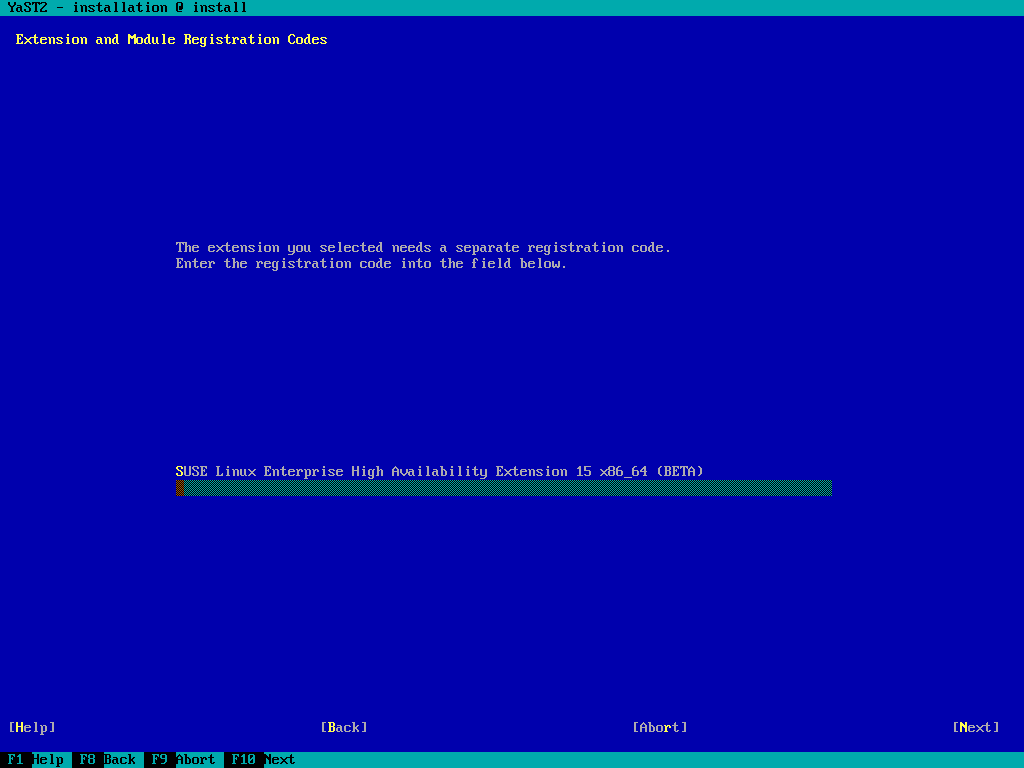 YaST2 - installation @ install
Extension and Module Registration Codes
The extension you selected needs a separate registration code.
Enter the registration code into the field below.
SUSE Linux Enterprise High Availability Extension 15 x86_64 (BETA)
[Help] [Back] [Abort] [Next]
F1 Help F8 Back F9 Abort F10 Next